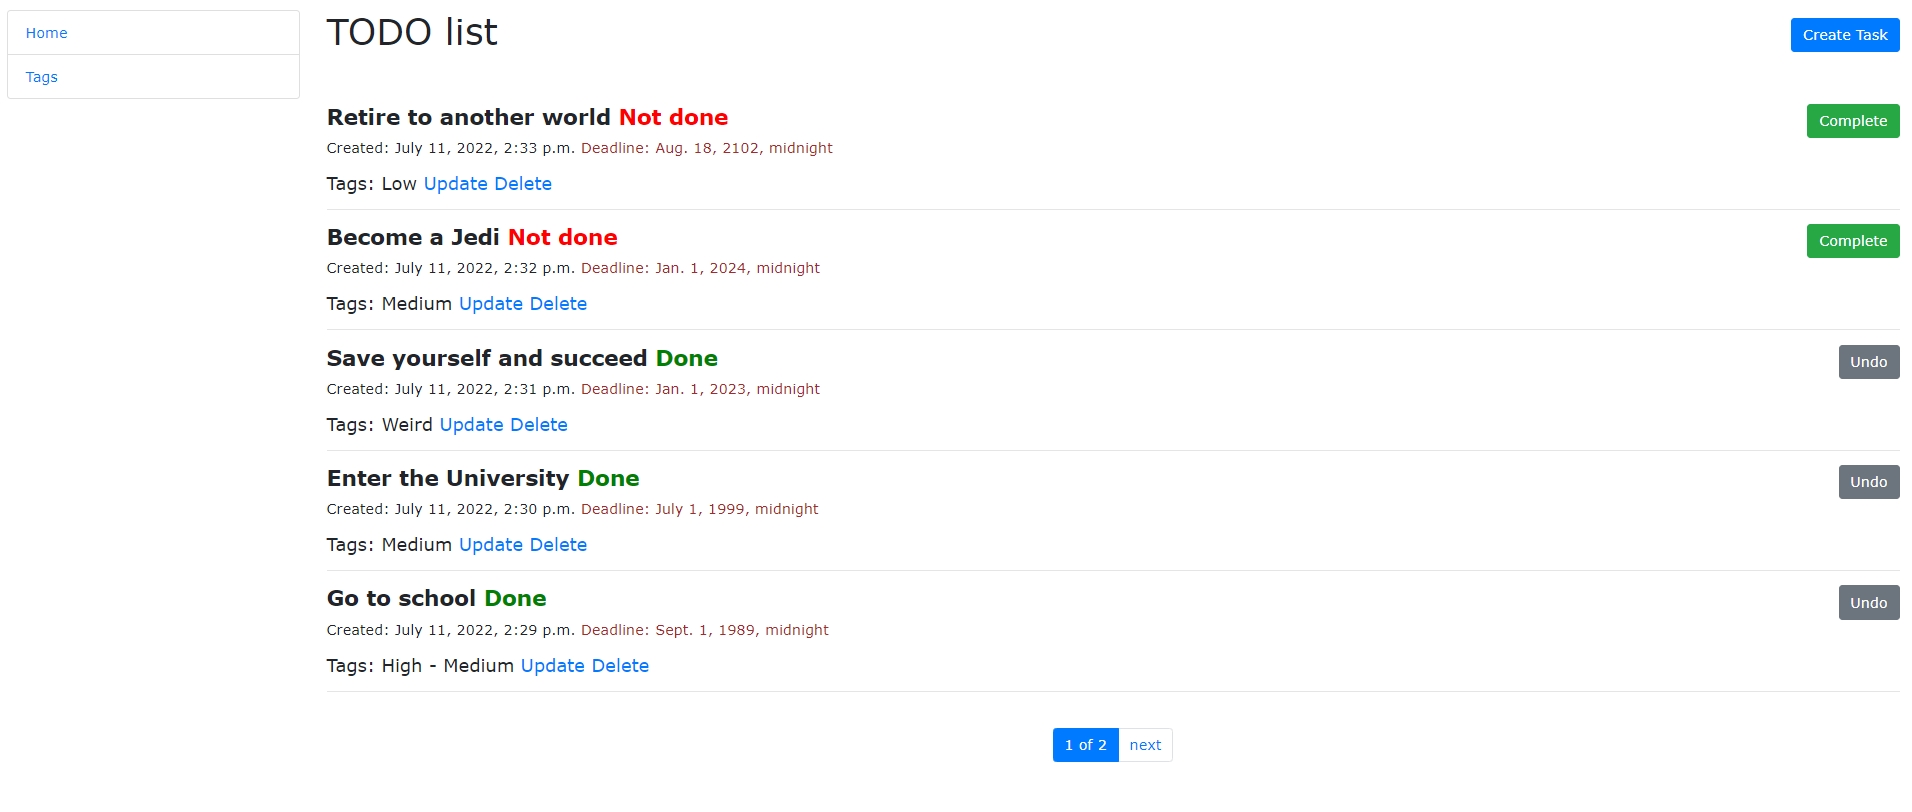 Home
Tags
TODO list
Create Task
Retire to another world Not done
Complete
Created: July 11, 2022, 2:33 p.m. Deadline: Aug. 18, 2102, midnight
Tags: Low Update Delete
Become a Jedi Not done
Complete
Created: July 11, 2022, 2:32 p.m. Deadline: Jan. 1, 2024, midnight
Tags: Medium Update Delete
Save yourself and succeed Done
Undo
Created: July 11, 2022, 2:31 p.m. Deadline: Jan. 1, 2023, midnight
Tags: Weird Update Delete
Enter the University Done
Undo
Created: July 11, 2022, 2:30 p.m. Deadline: July 1, 1999, midnight
Tags: Medium Update Delete
Go to school Done
Undo
Created: July 11, 2022, 2:29 p.m. Deadline: Sept. 1, 1989, midnight
Tags: High - Medium Update Delete
1 of 2 next